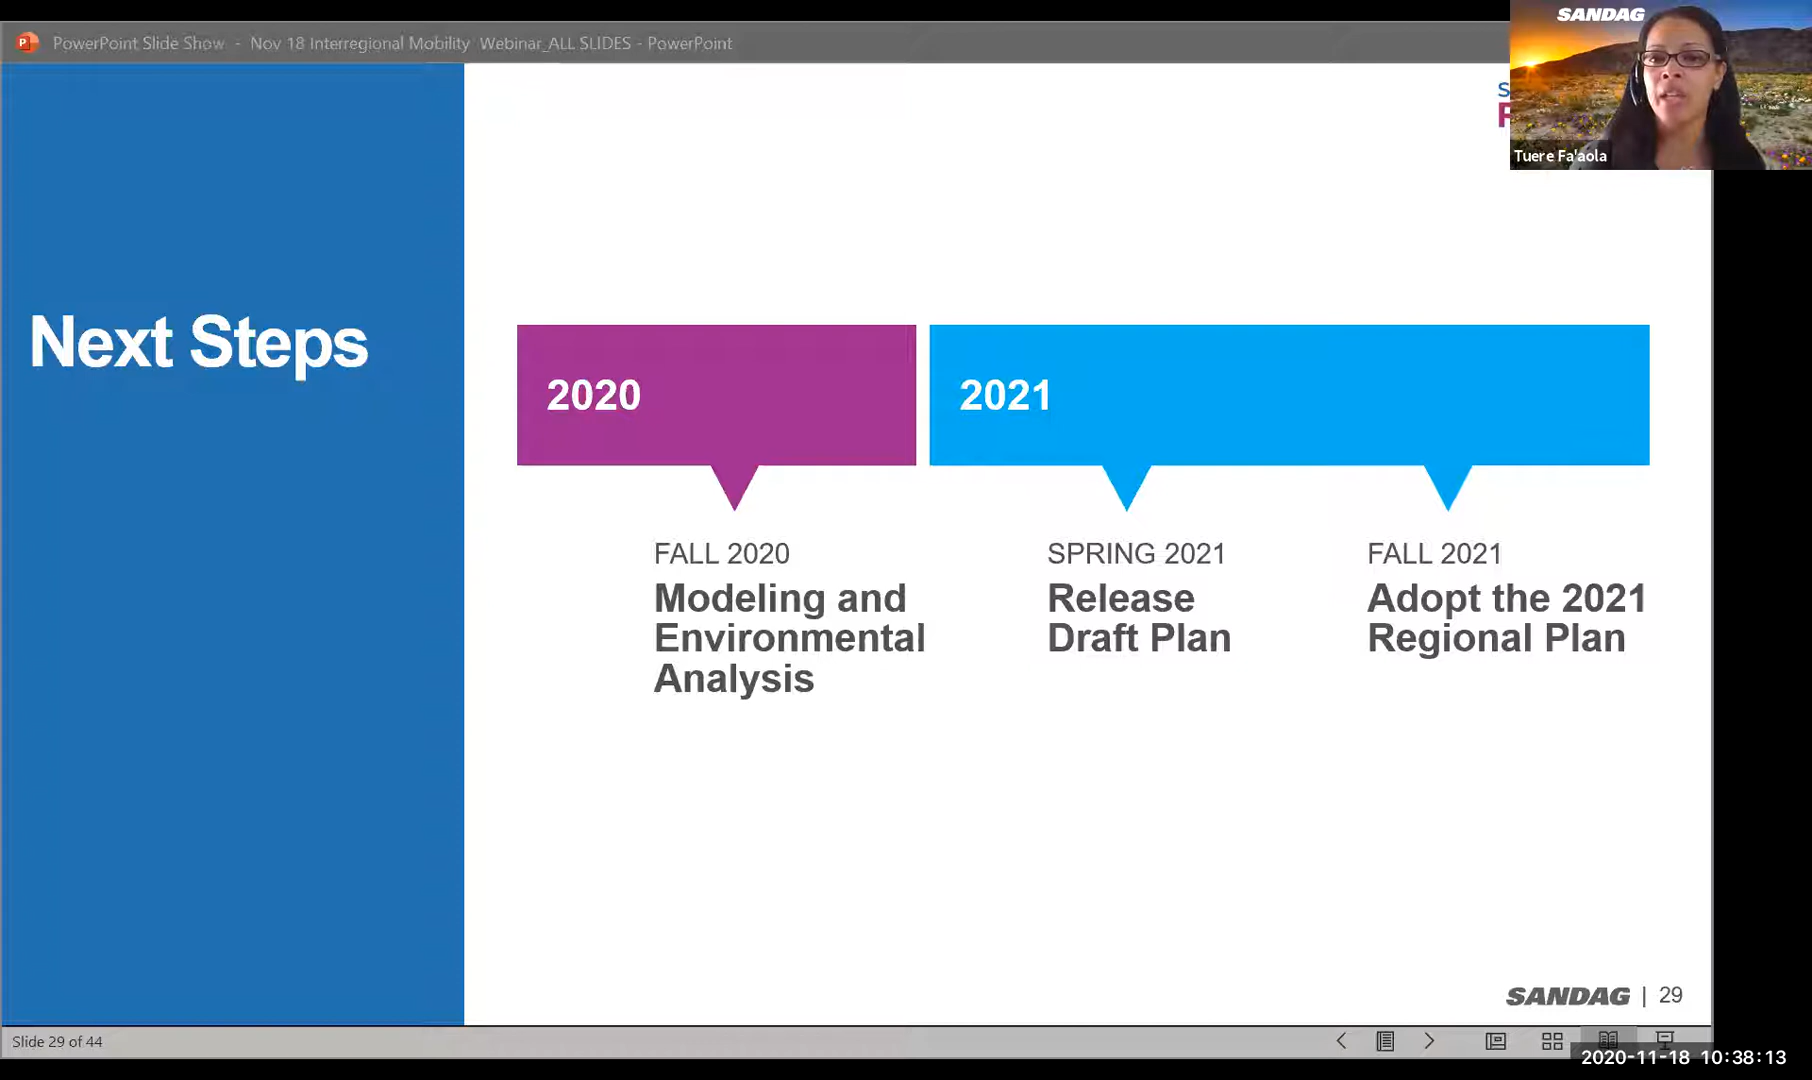 PowerPoint Slide Show - Nov 18 Interregional Mobility Webinar_ALL SLIDES - PowerPoint
SANDAG
Tuere Fa'aola
Next Steps
2020
2021
FALL 2020
Modeling and
Environmental
Analysis
SPRING 2021
Release
Draft Plan
FALL 2021
Adopt the 2021
Regional Plan
SANDAG | 29
Slide 29 of 44
2020-11-18 10:38:13